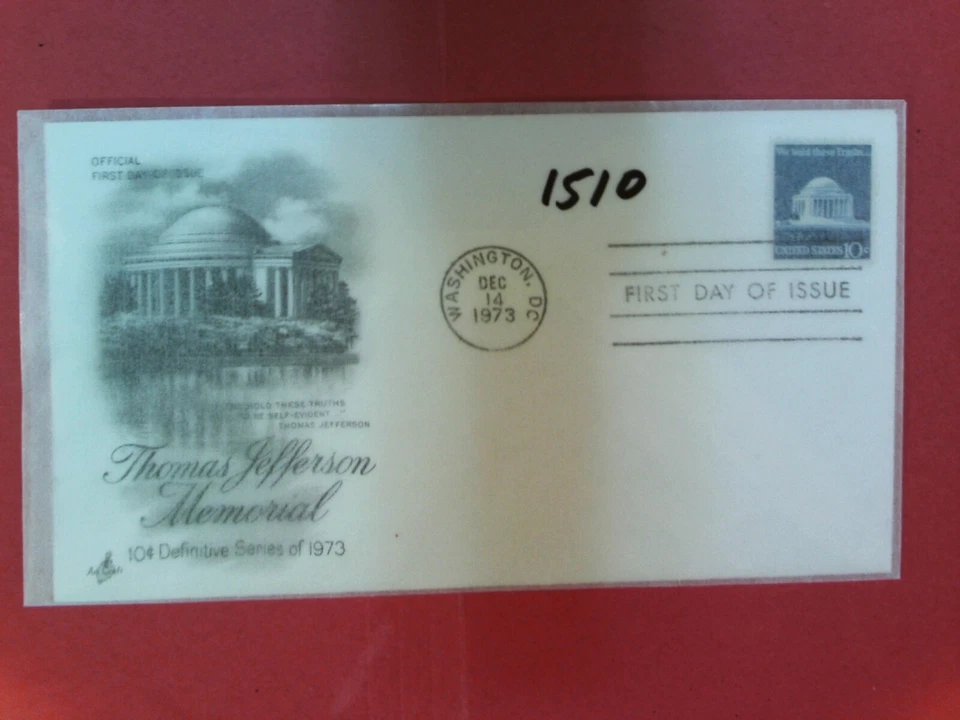 OFFICIAL
FIRST DAY OF ISSUE
1510
We hold these Truths...
UNITED STATES 10c
WASHINGTON, DC
DEC
14
1973
FIRST DAY OF ISSUE
HOLD THESE TRUTHS
TO BE SELF-EVIDENT..."
THOMAS JEFFERSON
Thomas Jefferson
Memorial
10¢ Definitive Series of 1973
Art Craft